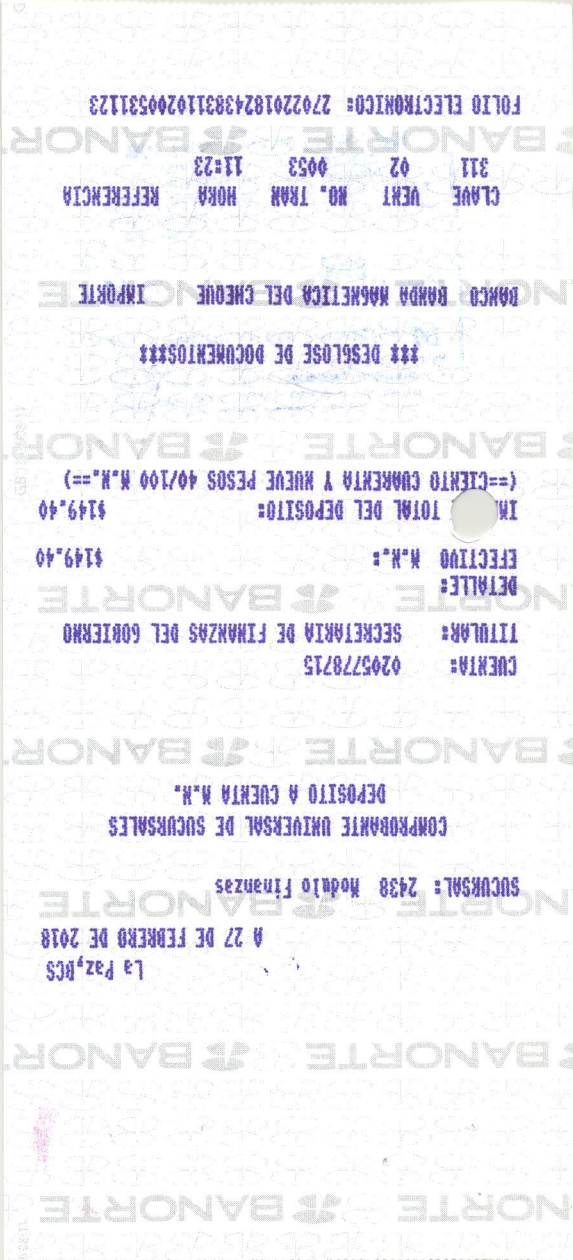 BANORTE BANORTE
La Paz,BCS
A 27 DE FEBRERO DE 2018
SUCURSAL: 2438 Modulo Finanzas
COMPROBANTE UNIVERSAL DE SUCURSALES
DEPOSITO A CUENTA M.N.
CUENTA: 0205778715
TITULAR: SECRETARIA DE FINANZAS DEL GOBIERNO
DETALLE:
EFECTIVO M.N.: $149.40
TOTAL DEL DEPOSITO: $149.40
(==CIENTO CUARENTA Y NUEVE PESOS 40/100 M.N.==)
*** DESGLOSE DE DOCUMENTOS***
BANCO BANDA MAGNETICA DEL CHEQUE IMPORTE
CLAVE VENT NO. TRAN HORA REFERENCIA
311 02 0053 11:23
FOLIO ELECTRONICO: 2702201824383110200531123